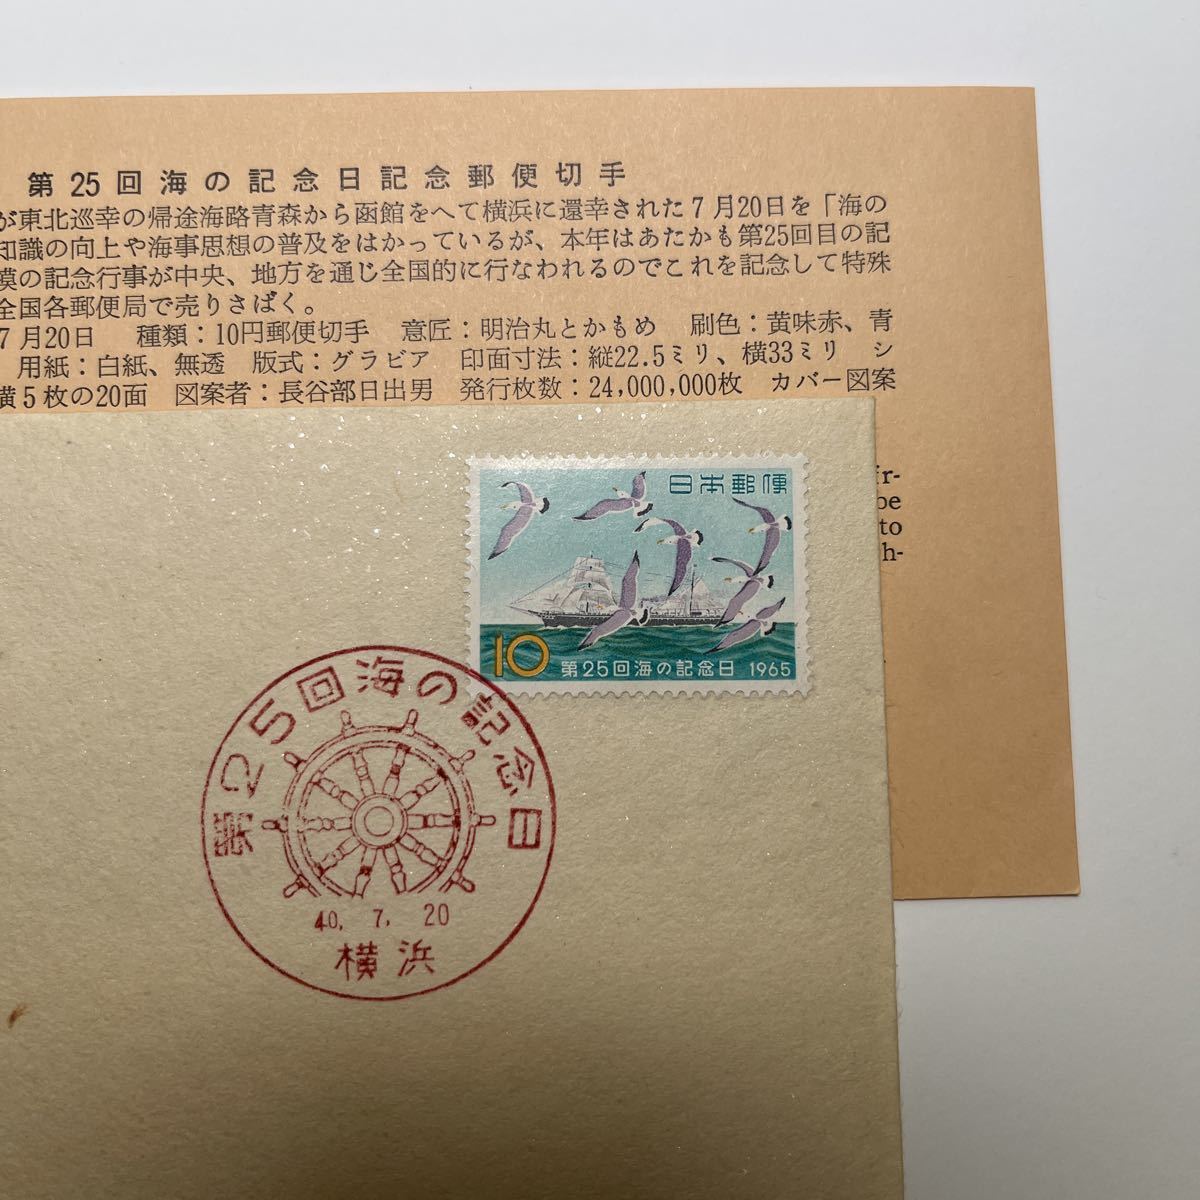 第25回海の記念日記念郵便切手
が東北巡幸の帰途海路青森から函館をへて横浜に還幸された7月20日を「海の
知識の向上や海事思想の普及をはかっているが、本年はあたかも第25回目の記
模の記念行事が中央、地方を通じ全国的に行なわれるのでこれを記念して特殊
全国各郵便局で売りさばく。
7月20日 種類：10円郵便切手 意匠：明治丸とかもめ 刷色：黄味赤、青
用紙：白紙、無透 版式：グラビア 印面寸法：縦22.5ミリ、横33ミリ シ
横5枚の20面 図案者：長谷部日出男 発行枚数：24,000,000枚 カバー図案
fr-
be
to
h-
日本郵便
10
第25回海の記念日 1965
第25回海の記念日
40. 7. 20
横浜